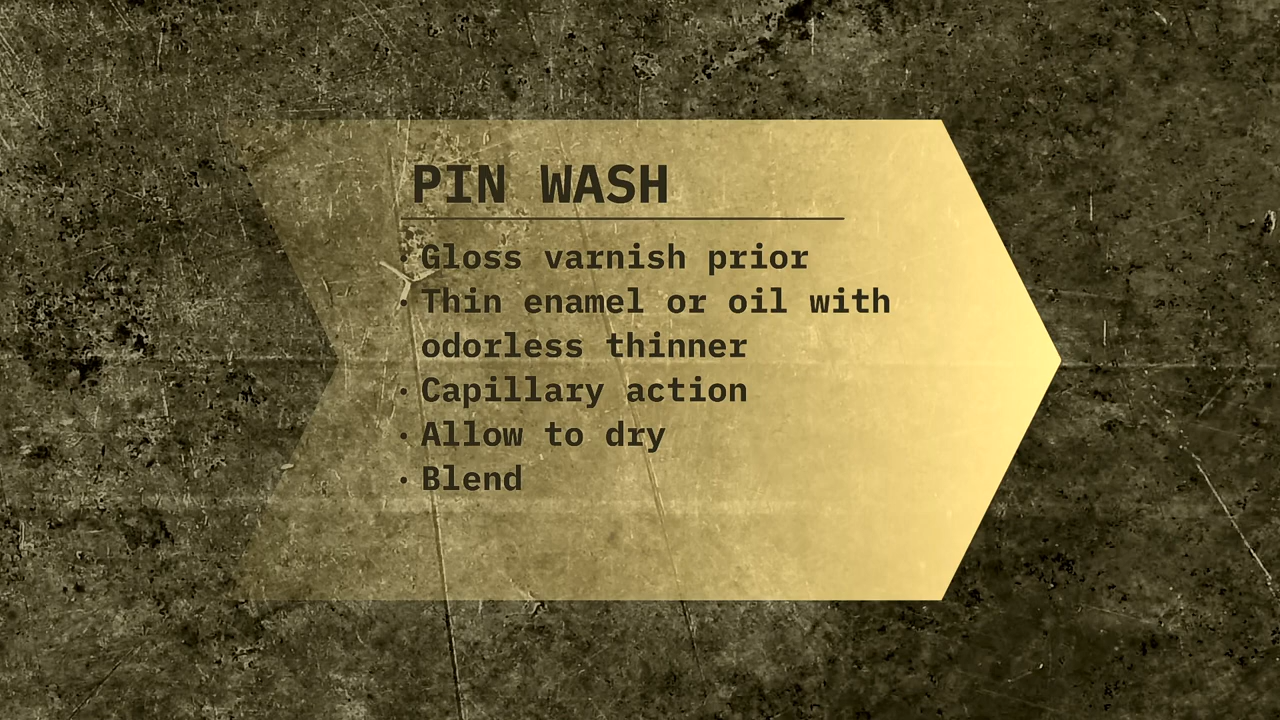 PIN WASH
· Gloss varnish prior
· Thin enamel or oil with
odorless thinner
· Capillary action
· Allow to dry
· Blend